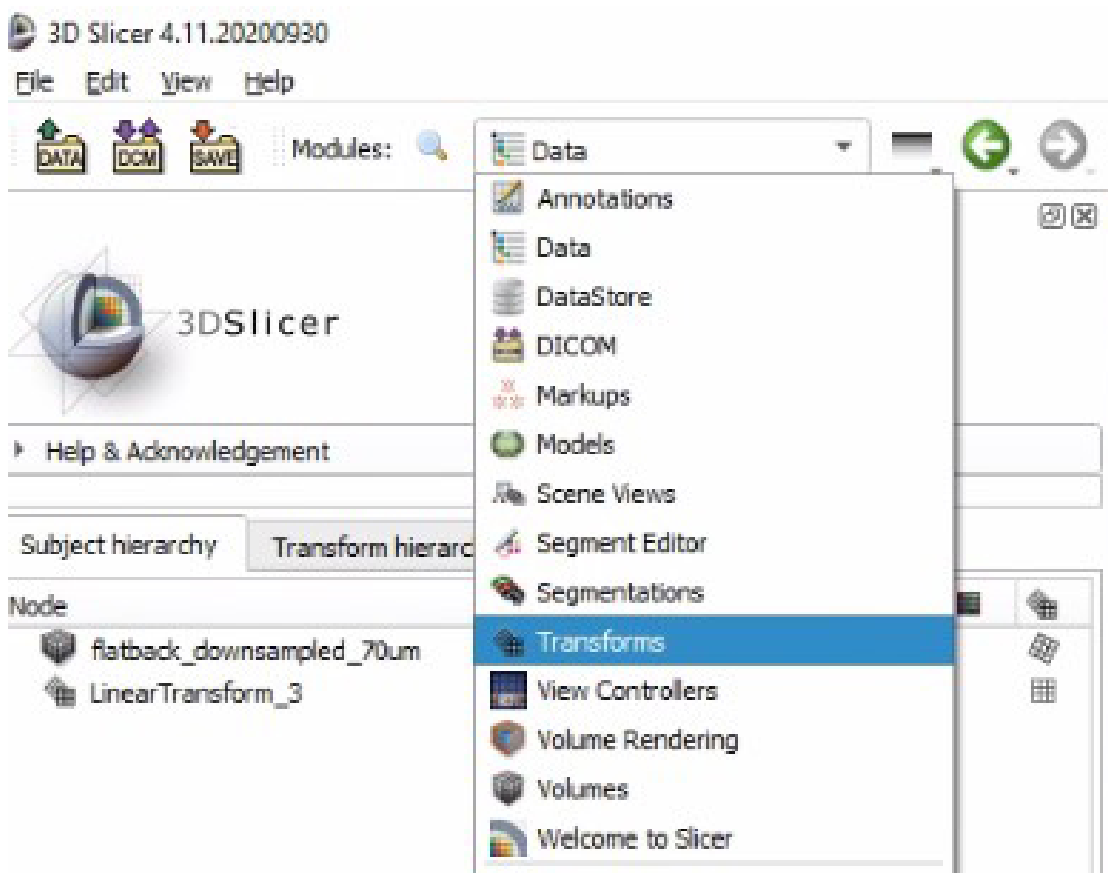 3D Slicer 4.11.20200930
File Edit View Help
DATA DCM SAVE Modules: Data
Annotations
Data
DataStore
DICOM
3DSlicer
Markups
Models
Help & Acknowledgement
Scene Views
Segment Editor
Subject hierarchy Transform hierarc
Segmentations
Node
Transforms
flatback_downsampled_70um
LinearTransform_3
View Controllers
Volume Rendering
Volumes
Welcome to Slicer